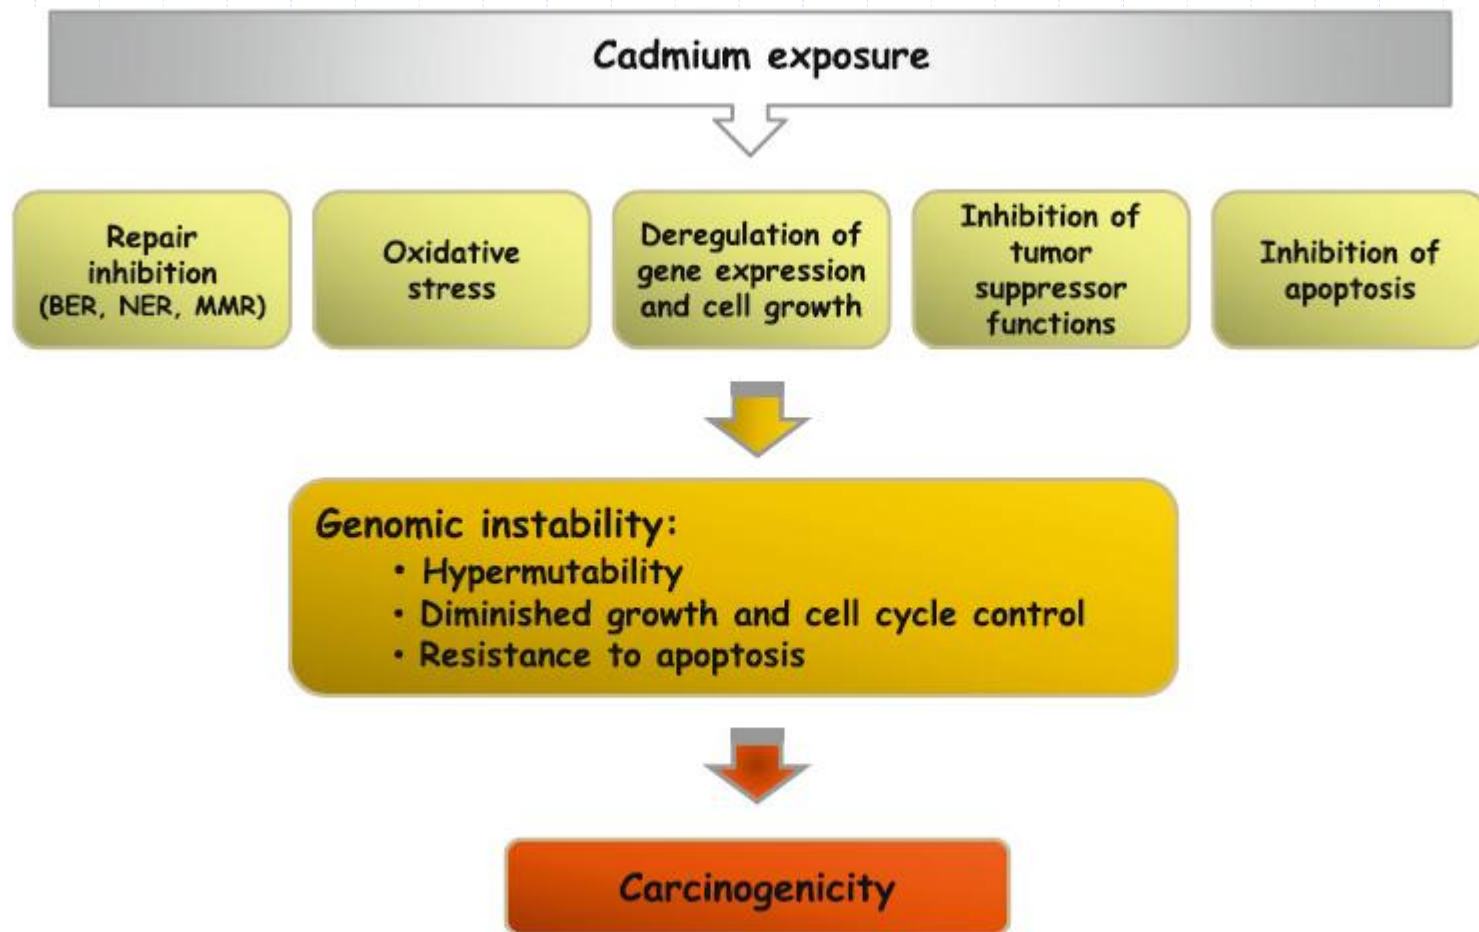 Cadmium exposure
Repair
inhibition
(BER, NER, MMR)
Oxidative
stress
Deregulation of
gene expression
and cell growth
Inhibition of
tumor
suppressor
functions
Inhibition of
apoptosis
Genomic instability:
• Hypermutability
• Diminished growth and cell cycle control
• Resistance to apoptosis
Carcinogenicity